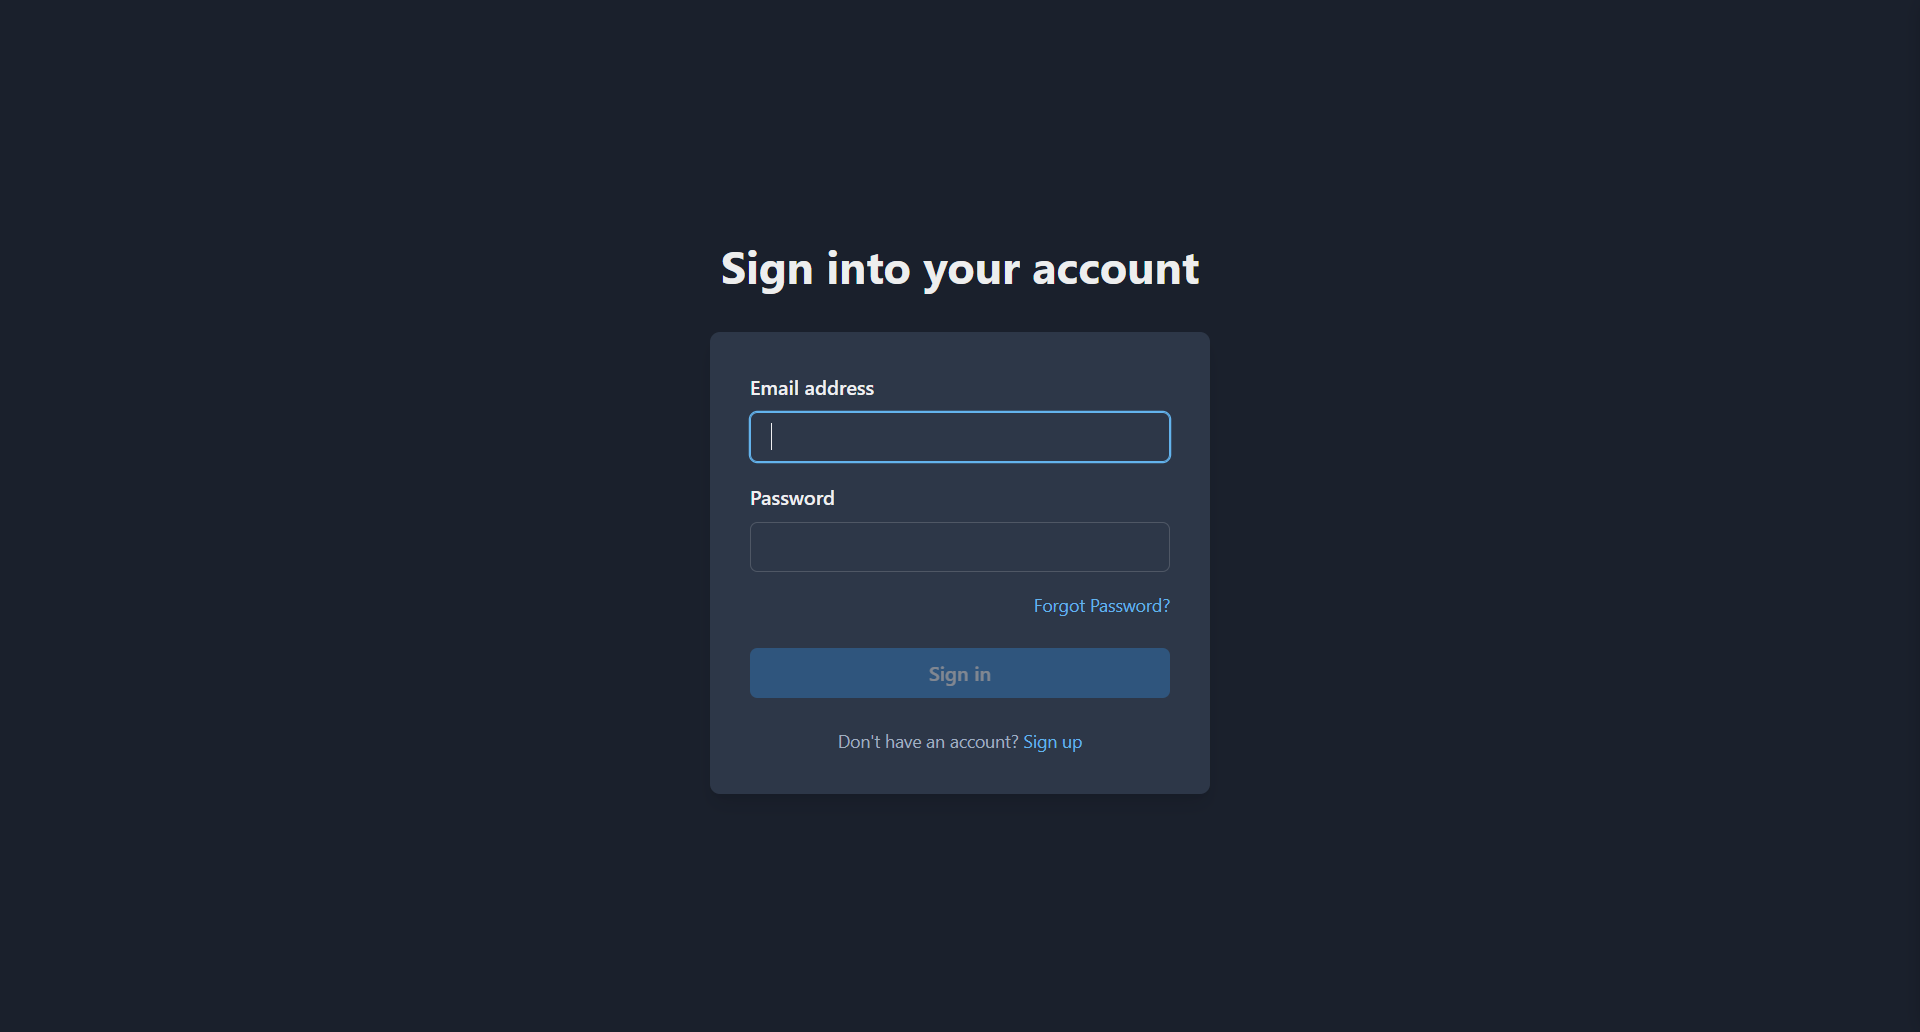 Sign into your account
Email address
Password
Forgot Password?
Sign in
Don't have an account? Sign up